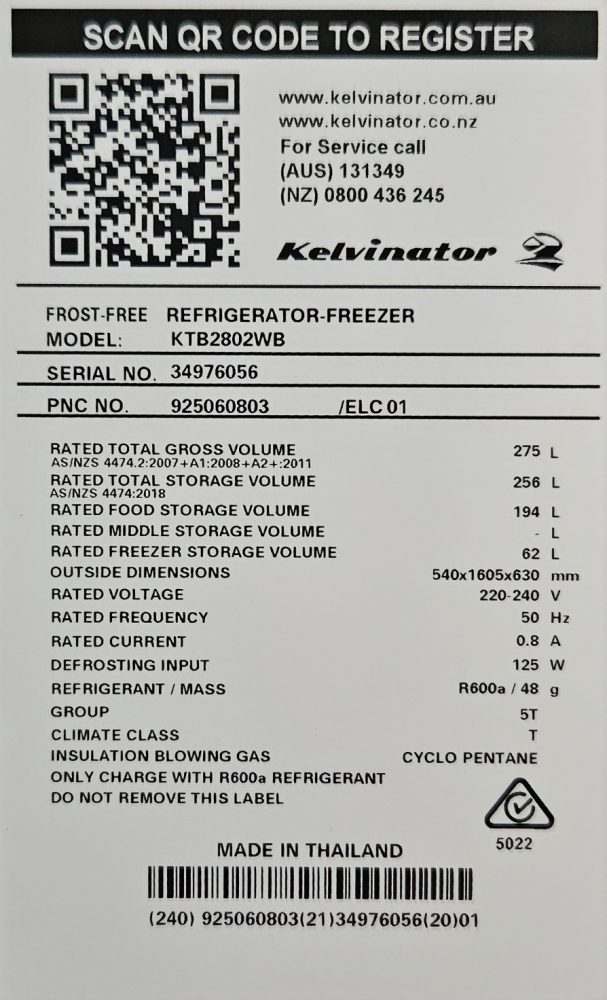 SCAN QR CODE TO REGISTER
www.kelvinator.com.au
www.kelvinator.co.nz
For Service call
(AUS) 131349
(NZ) 0800 436 245
Kelvinator
FROST-FREE REFRIGERATOR-FREEZER
MODEL: KTB2802WB
SERIAL NO. 34976056
PNC NO. 925060803 /ELC 01
RATED TOTAL GROSS VOLUME 275 L
AS/NZS 4474.2:2007+A1:2008+A2+:2011
RATED TOTAL STORAGE VOLUME 256 L
AS/NZS 4474:2018
RATED FOOD STORAGE VOLUME 194 L
RATED MIDDLE STORAGE VOLUME - L
RATED FREEZER STORAGE VOLUME 62 L
OUTSIDE DIMENSIONS 540x1605x630 mm
RATED VOLTAGE 220-240 V
RATED FREQUENCY 50 Hz
RATED CURRENT 0.8 A
DEFROSTING INPUT 125 W
REFRIGERANT / MASS R600a / 48 g
GROUP 5T
CLIMATE CLASS T
INSULATION BLOWING GAS CYCLO PENTANE
ONLY CHARGE WITH R600a REFRIGERANT
DO NOT REMOVE THIS LABEL
5022
MADE IN THAILAND
(240) 925060803(21)34976056(20)01